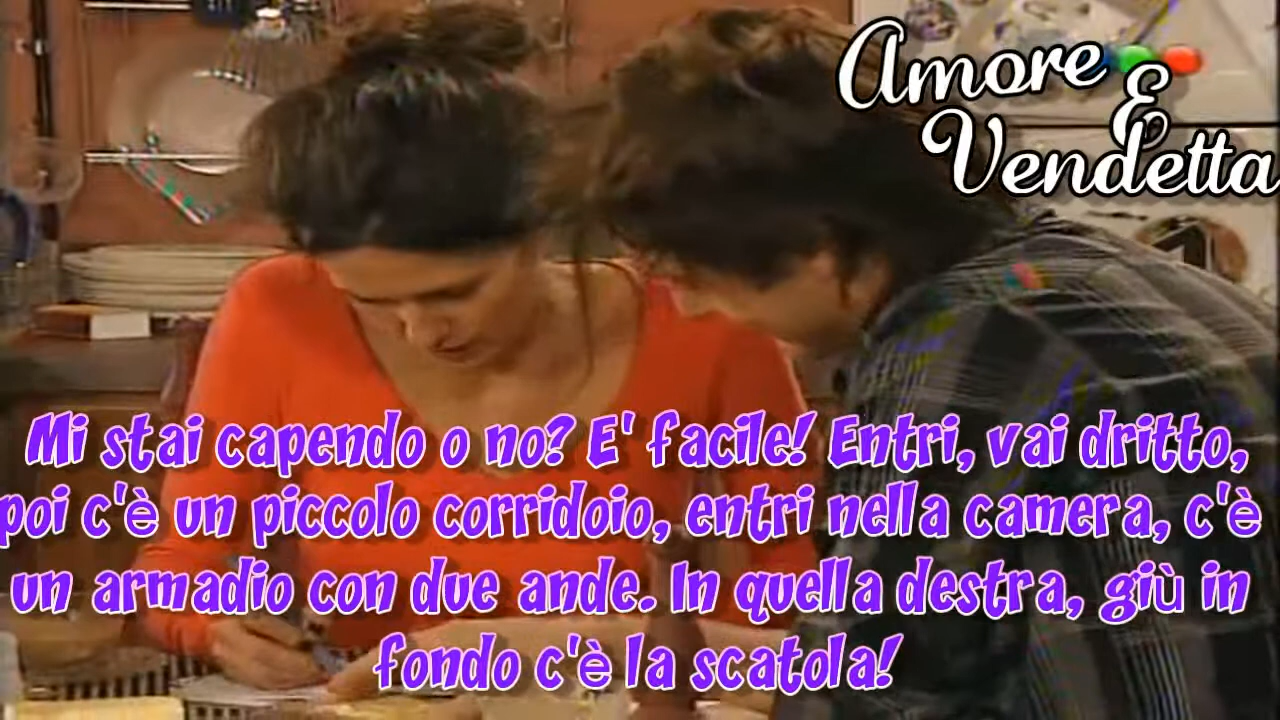 Amore
E
Vendetta
Mi stai capendo o no? E' facile! Entri, vai dritto,
poi c'è un piccolo corridoio, entri nella camera, c'è
un armadio con due ande. In quella destra, giù in
fondo c'è la scatola!